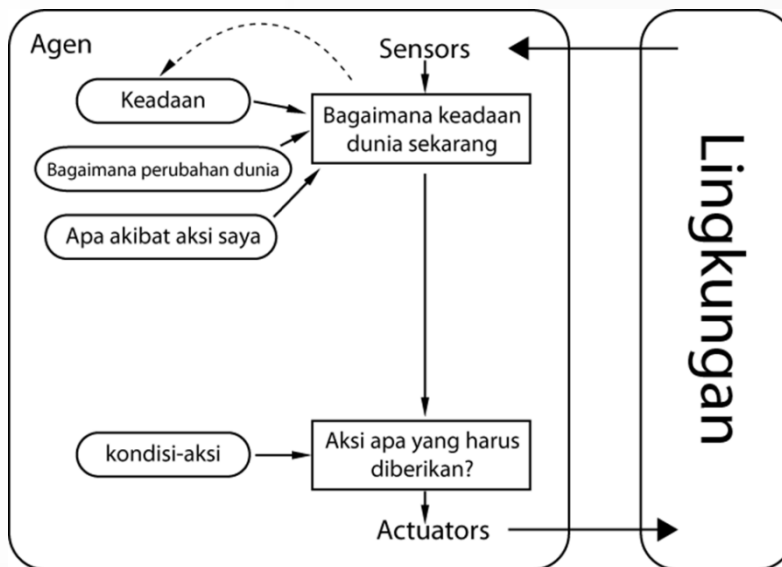 Agen
Sensors
Keadaan
Bagaimana keadaan
dunia sekarang
Bagaimana perubahan dunia
Apa akibat aksi saya
Lingkungan
kondisi-aksi
Aksi apa yang harus
diberikan?
Actuators